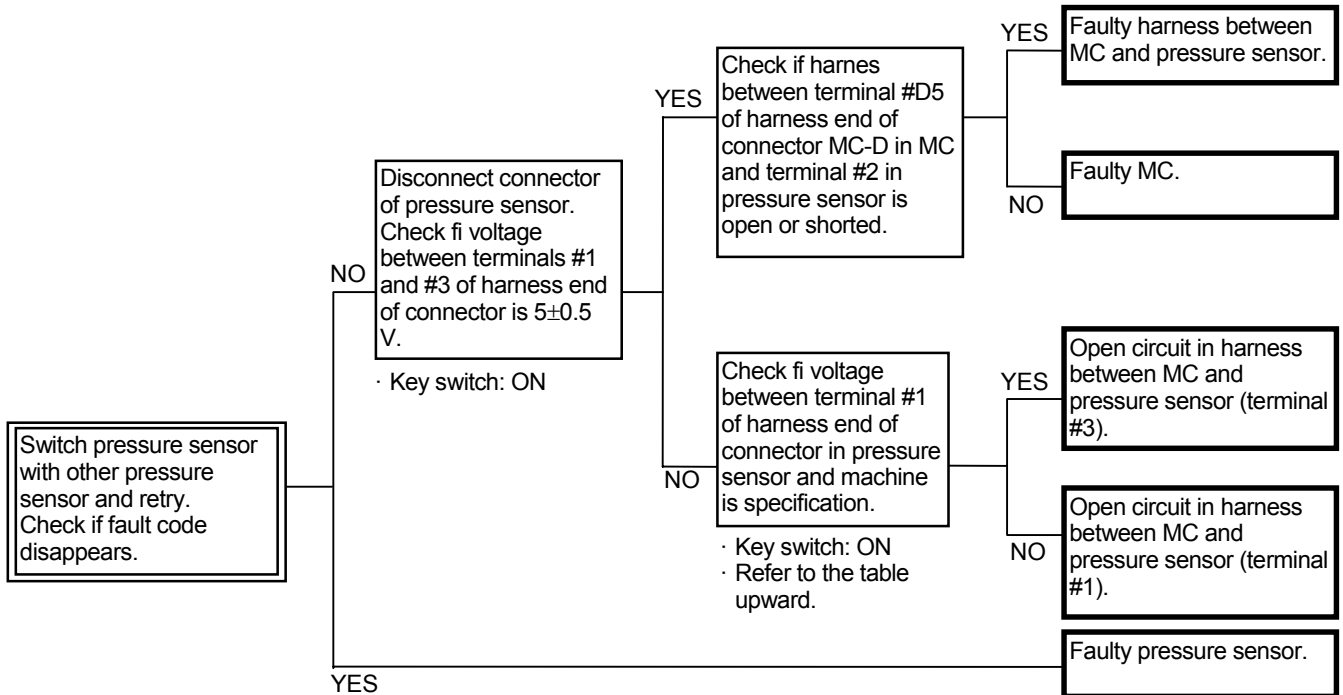 Switch pressure sensor
with other pressure
sensor and retry.
Check if fault code
disappears.
NO
Disconnect connector
of pressure sensor.
Check fi voltage
between terminals #1
and #3 of harness end
of connector is 5±0.5
V.
· Key switch: ON
YES
Check if harnes
between terminal #D5
of harness end of
connector MC-D in MC
and terminal #2 in
pressure sensor is
open or shorted.
YES
Faulty harness between
MC and pressure sensor.
NO
Faulty MC.
NO
Check fi voltage
between terminal #1
of harness end of
connector in pressure
sensor and machine
is specification.
· Key switch: ON
· Refer to the table
upward.
YES
Open circuit in harness
between MC and
pressure sensor (terminal
#3).
NO
Open circuit in harness
between MC and
pressure sensor (terminal
#1).
YES
Faulty pressure sensor.